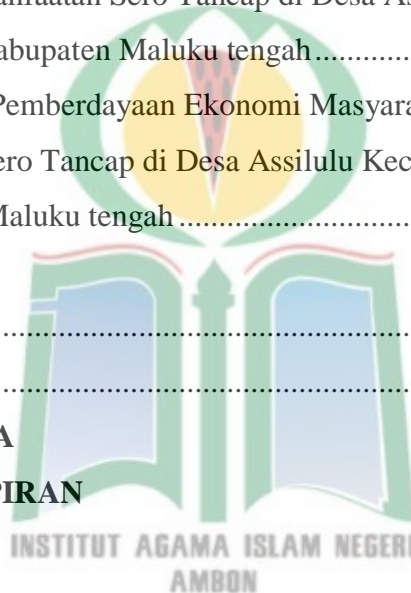 anfaatan Sero Tancap di Desa As
abupaten Maluku tengah....................
Pemberdayaan Ekonomi Masyara
ero Tancap di Desa Assilulu Kec
Maluku tengah....................................
....................................................................
....................................................................
A
PIRAN
INSTITUT AGAMA ISLAM NEGERI
AMBON